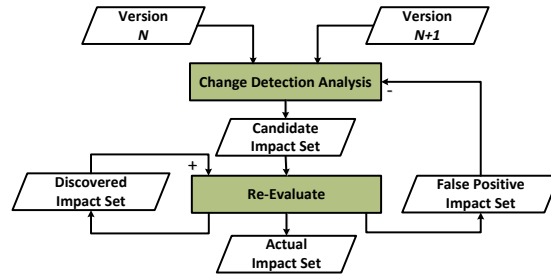 Version
N
Version
N+1
Change Detection Analysis
-
Candidate
Impact Set
+
Discovered
Impact Set
Re-Evaluate
False Positive
Impact Set
Actual
Impact Set